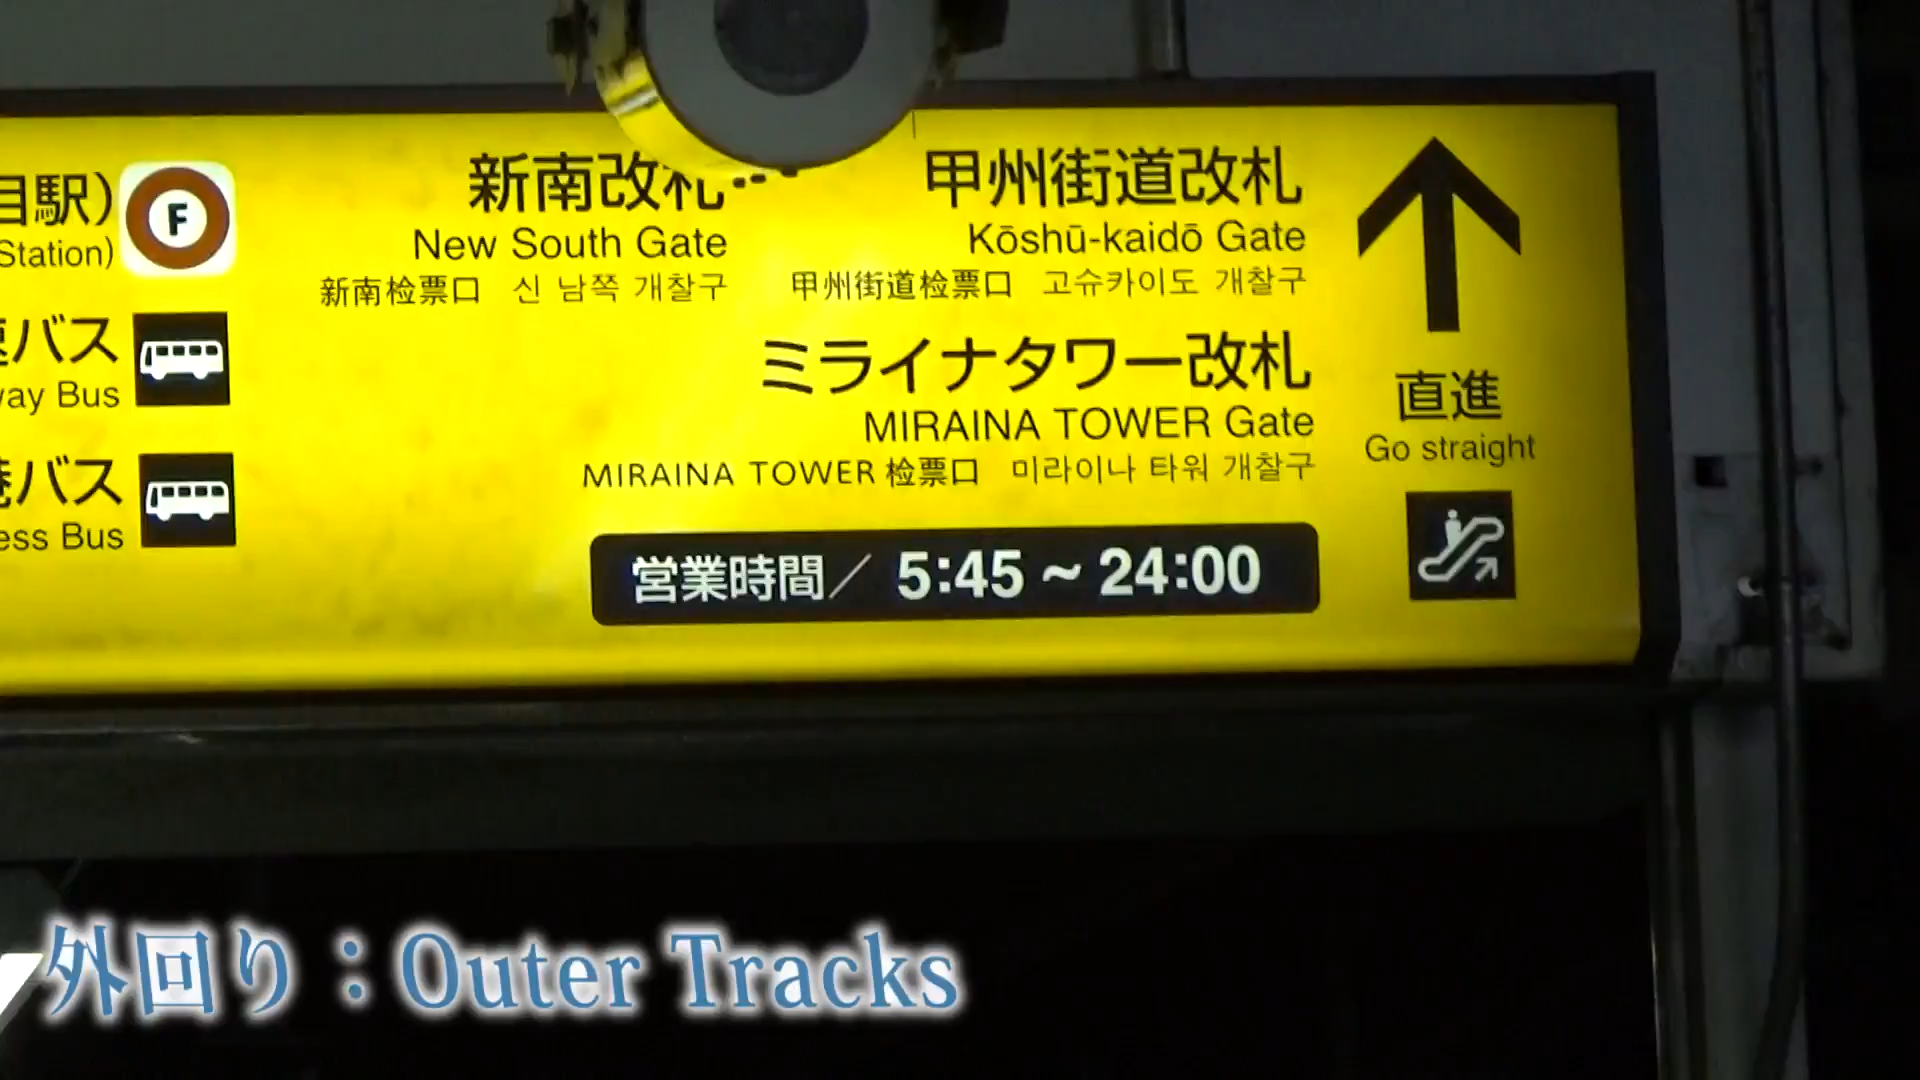 目駅)
Station)
F
バス
way Bus
バス
ess Bus
新南改札
New South Gate
新南检票口 신 남쪽 개찰구
甲州街道改札
Kōshū-kaidō Gate
甲州街道检票口 고슈카이도 개찰구
ミライナタワー改札
MIRAINA TOWER Gate
MIRAINA TOWER 检票口 미라이나 타워 개찰구
営業時間／ 5:45 ~ 24:00
直進
Go straight
外回り：Outer Tracks